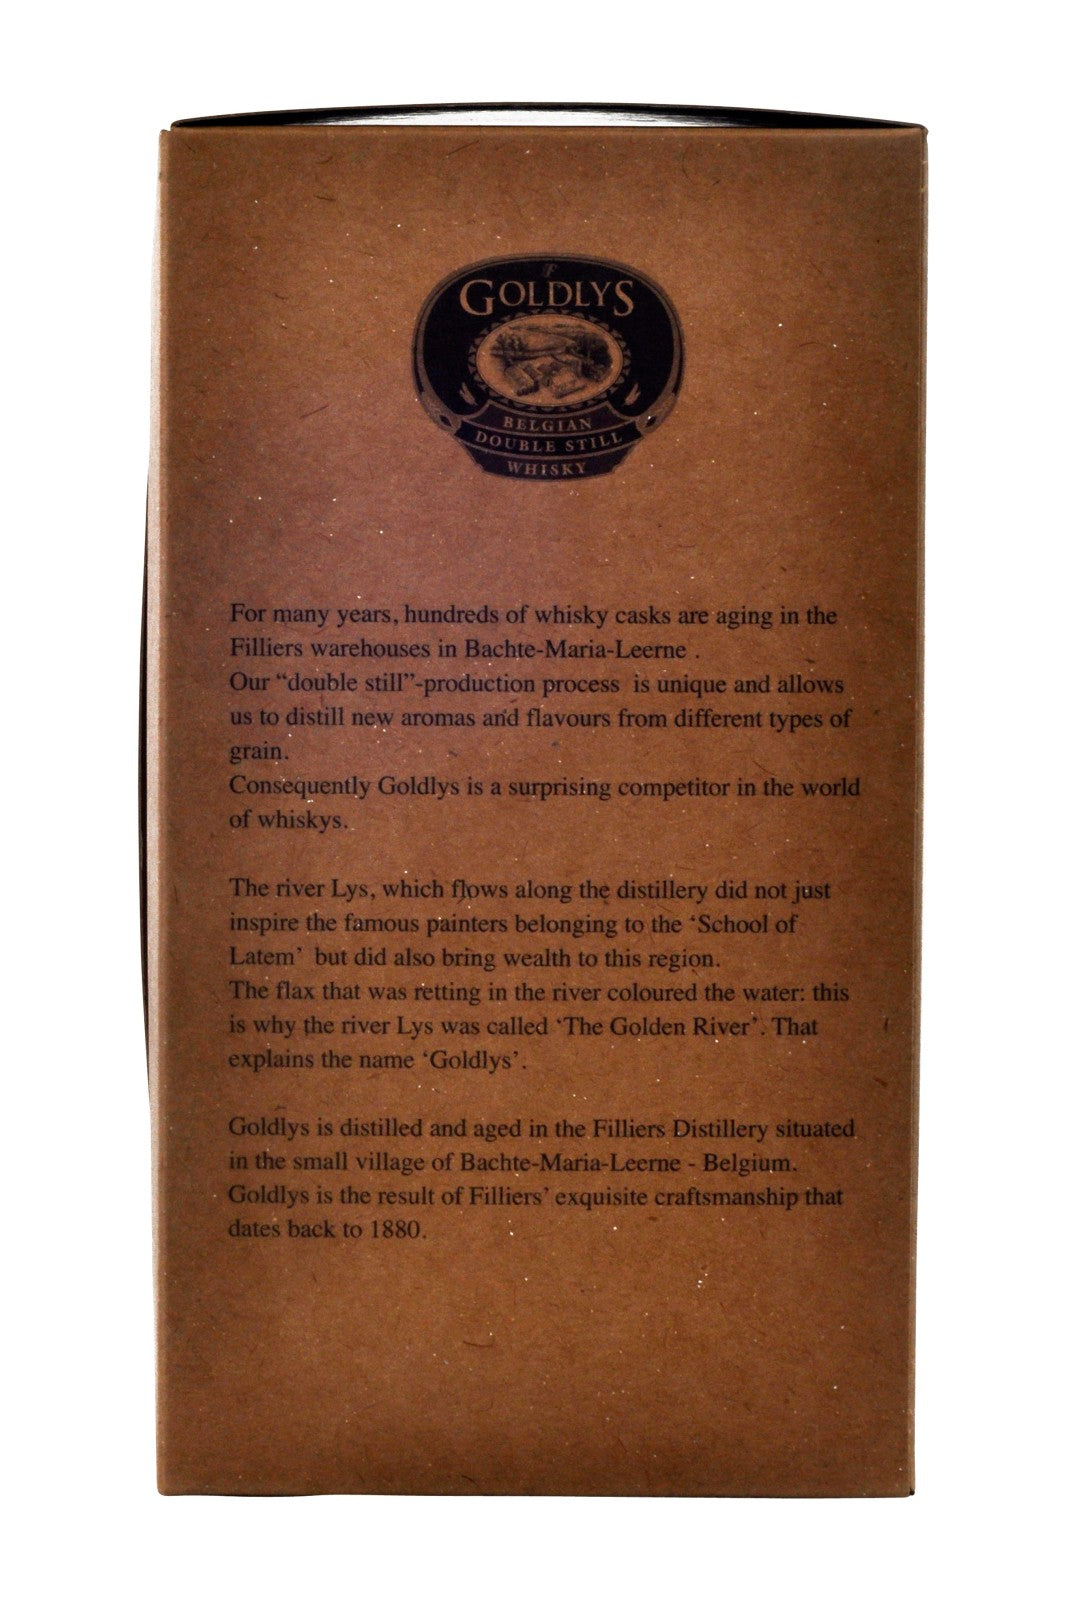 GOLDLYS
BELGIAN
DOUBLE STILL
WHISKY
For many years, hundreds of whisky casks are aging in the
Filliers warehouses in Bachte-Maria-Leerne .
Our “double still”-production process  is unique and allows
us to distill new aromas and flavours from different types of
grain.
Consequently Goldlys is a surprising competitor in the world
of whiskys.
The river Lys, which flows along the distillery did not just
inspire the famous painters belonging to the ‘School of
Latem’  but did also bring wealth to this region.
The flax that was retting in the river coloured the water: this
is why the river Lys was called ‘The Golden River’. That
explains the name ‘Goldlys’.
Goldlys is distilled and aged in the Filliers Distillery situated
in the small village of Bachte-Maria-Leerne - Belgium.
Goldlys is the result of Filliers’ exquisite craftsmanship that
dates back to 1880.